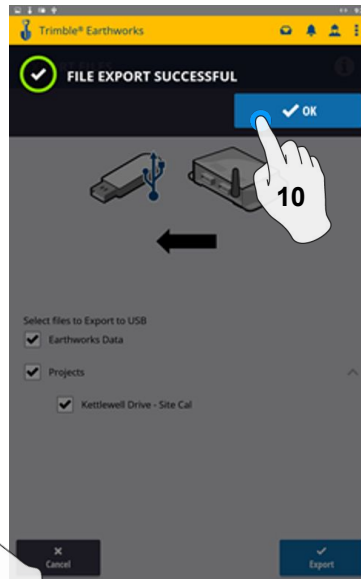 Trimble® Earthworks
FILE EXPORT SUCCESSFUL
OK
10
Select files to Export to USB
Earthworks Data
Projects
Kettlewell Drive - Site Cal
Cancel
Export